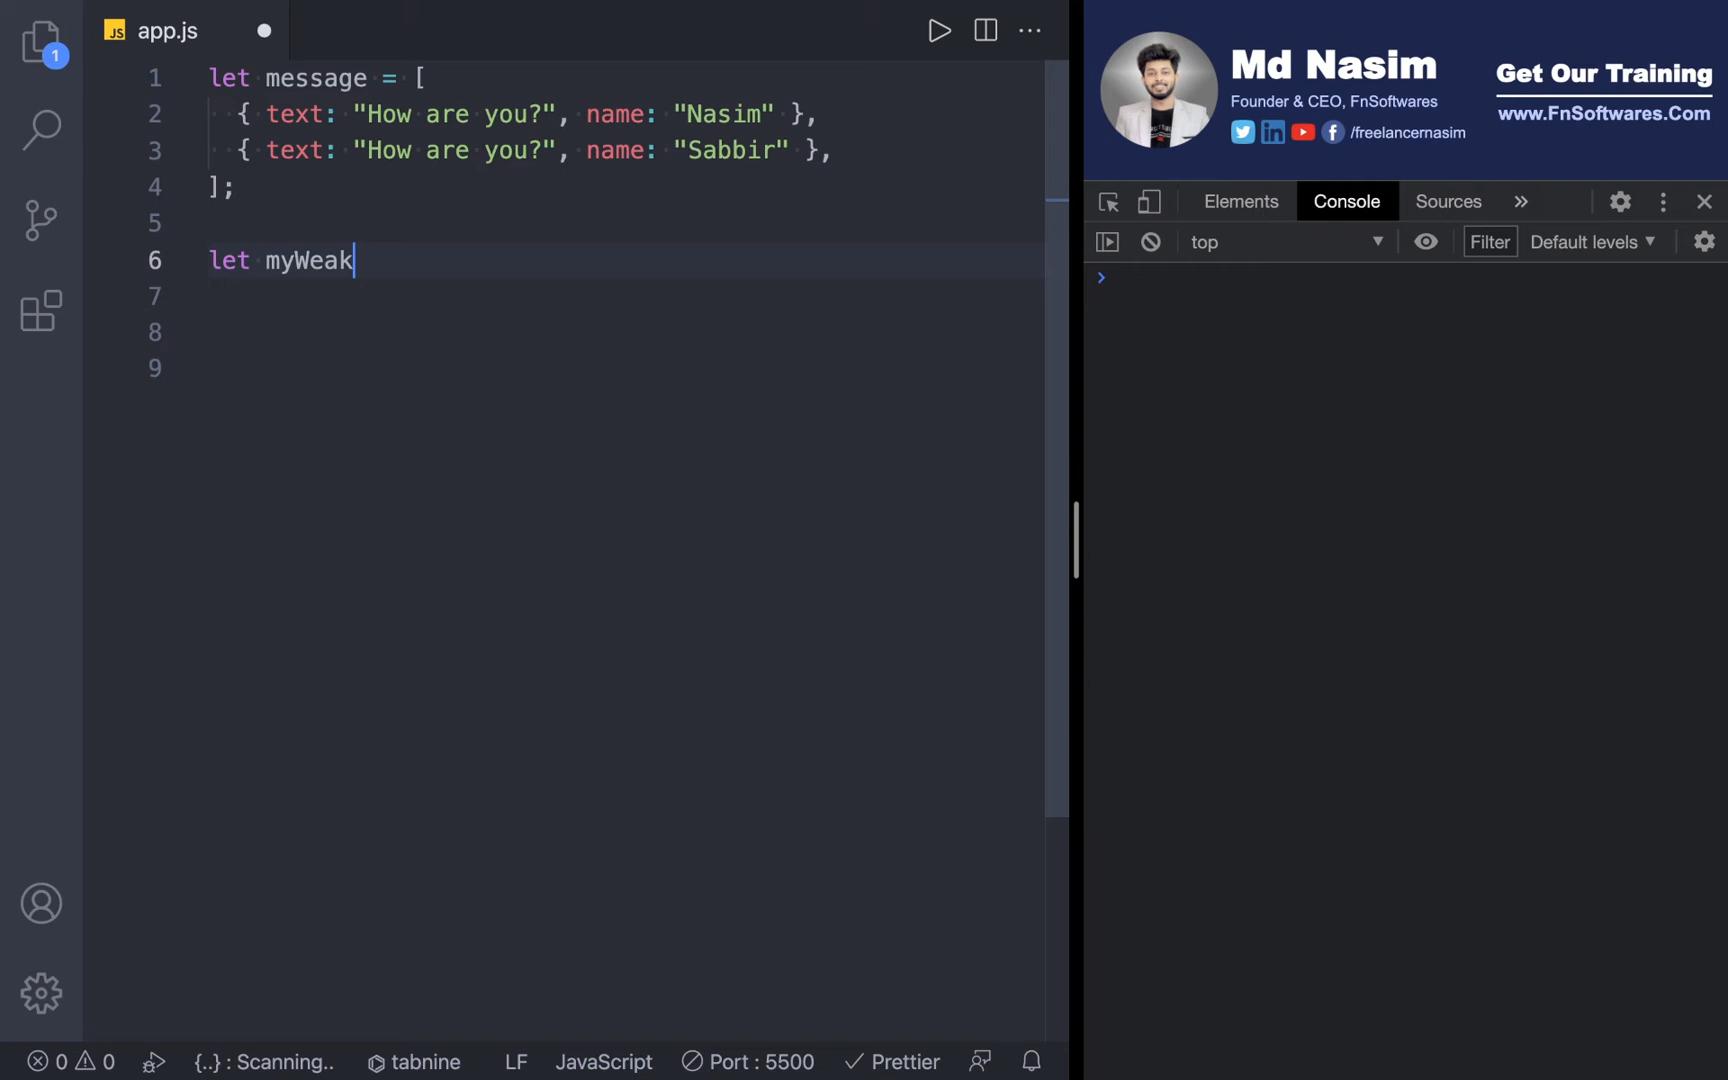 1
JS app.js
Md Nasim
Founder & CEO, FnSoftwares
/freelancernasim
Get Our Training
www.FnSoftwares.Com
1 let message = [
2 { text: "How are you?", name: "Nasim" },
3 { text: "How are you?", name: "Sabbir" },
4 ];
5
6 let myWeak
7
8
9
Elements Console Sources »
top Filter Default levels
0 0 {..} : Scanning.. tabnine LF JavaScript Port : 5500 Prettier